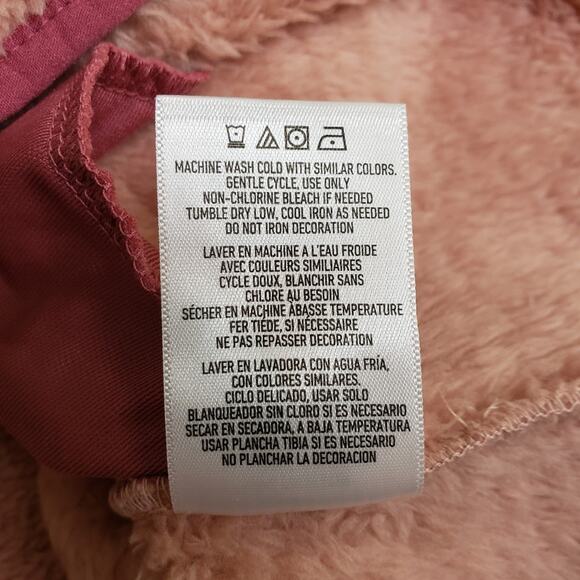 MACHINE WASH COLD WITH SIMILAR COLORS.
GENTLE CYCLE, USE ONLY
NON-CHLORINE BLEACH IF NEEDED
TUMBLE DRY LOW, COOL IRON AS NEEDED
DO NOT IRON DECORATION
LAVER EN MACHINE A L'EAU FROIDE
AVEC COULEURS SIMILIAIRES
CYCLE DOUX, BLANCHIR SANS
CHLORE AU BESOIN
SÉCHER EN MACHINE ÀBASSE TEMPERATURE
FER TIÉDE, SI NÉCESSAIRE
NE PAS REPASSER DECORATION
LAVER EN LAVADORA CON AGUA FRÍA,
CON COLORES SIMILARES.
CICLO DELICADO, USAR SOLO
BLANQUEADOR SIN CLORO SI ES NECESARIO
SECAR EN SECADORA, A BAJA TEMPERATURA
USAR PLANCHA TIBIA SI ES NECESARIO
NO PLANCHAR LA DECORACION